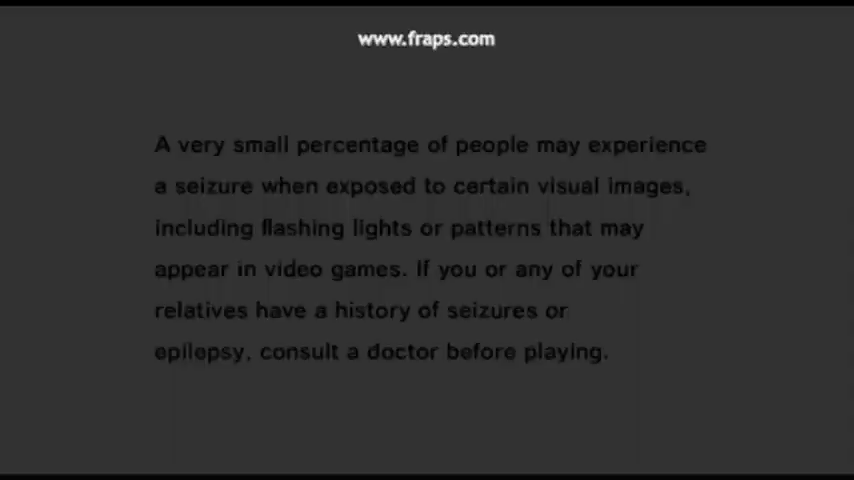 www.fraps.com
A very small percentage of people may experience
a seizure when exposed to certain visual images,
including flashing lights or patterns that may
appear in video games. If you or any of your
relatives have a history of seizures or
epilepsy, consult a doctor before playing.